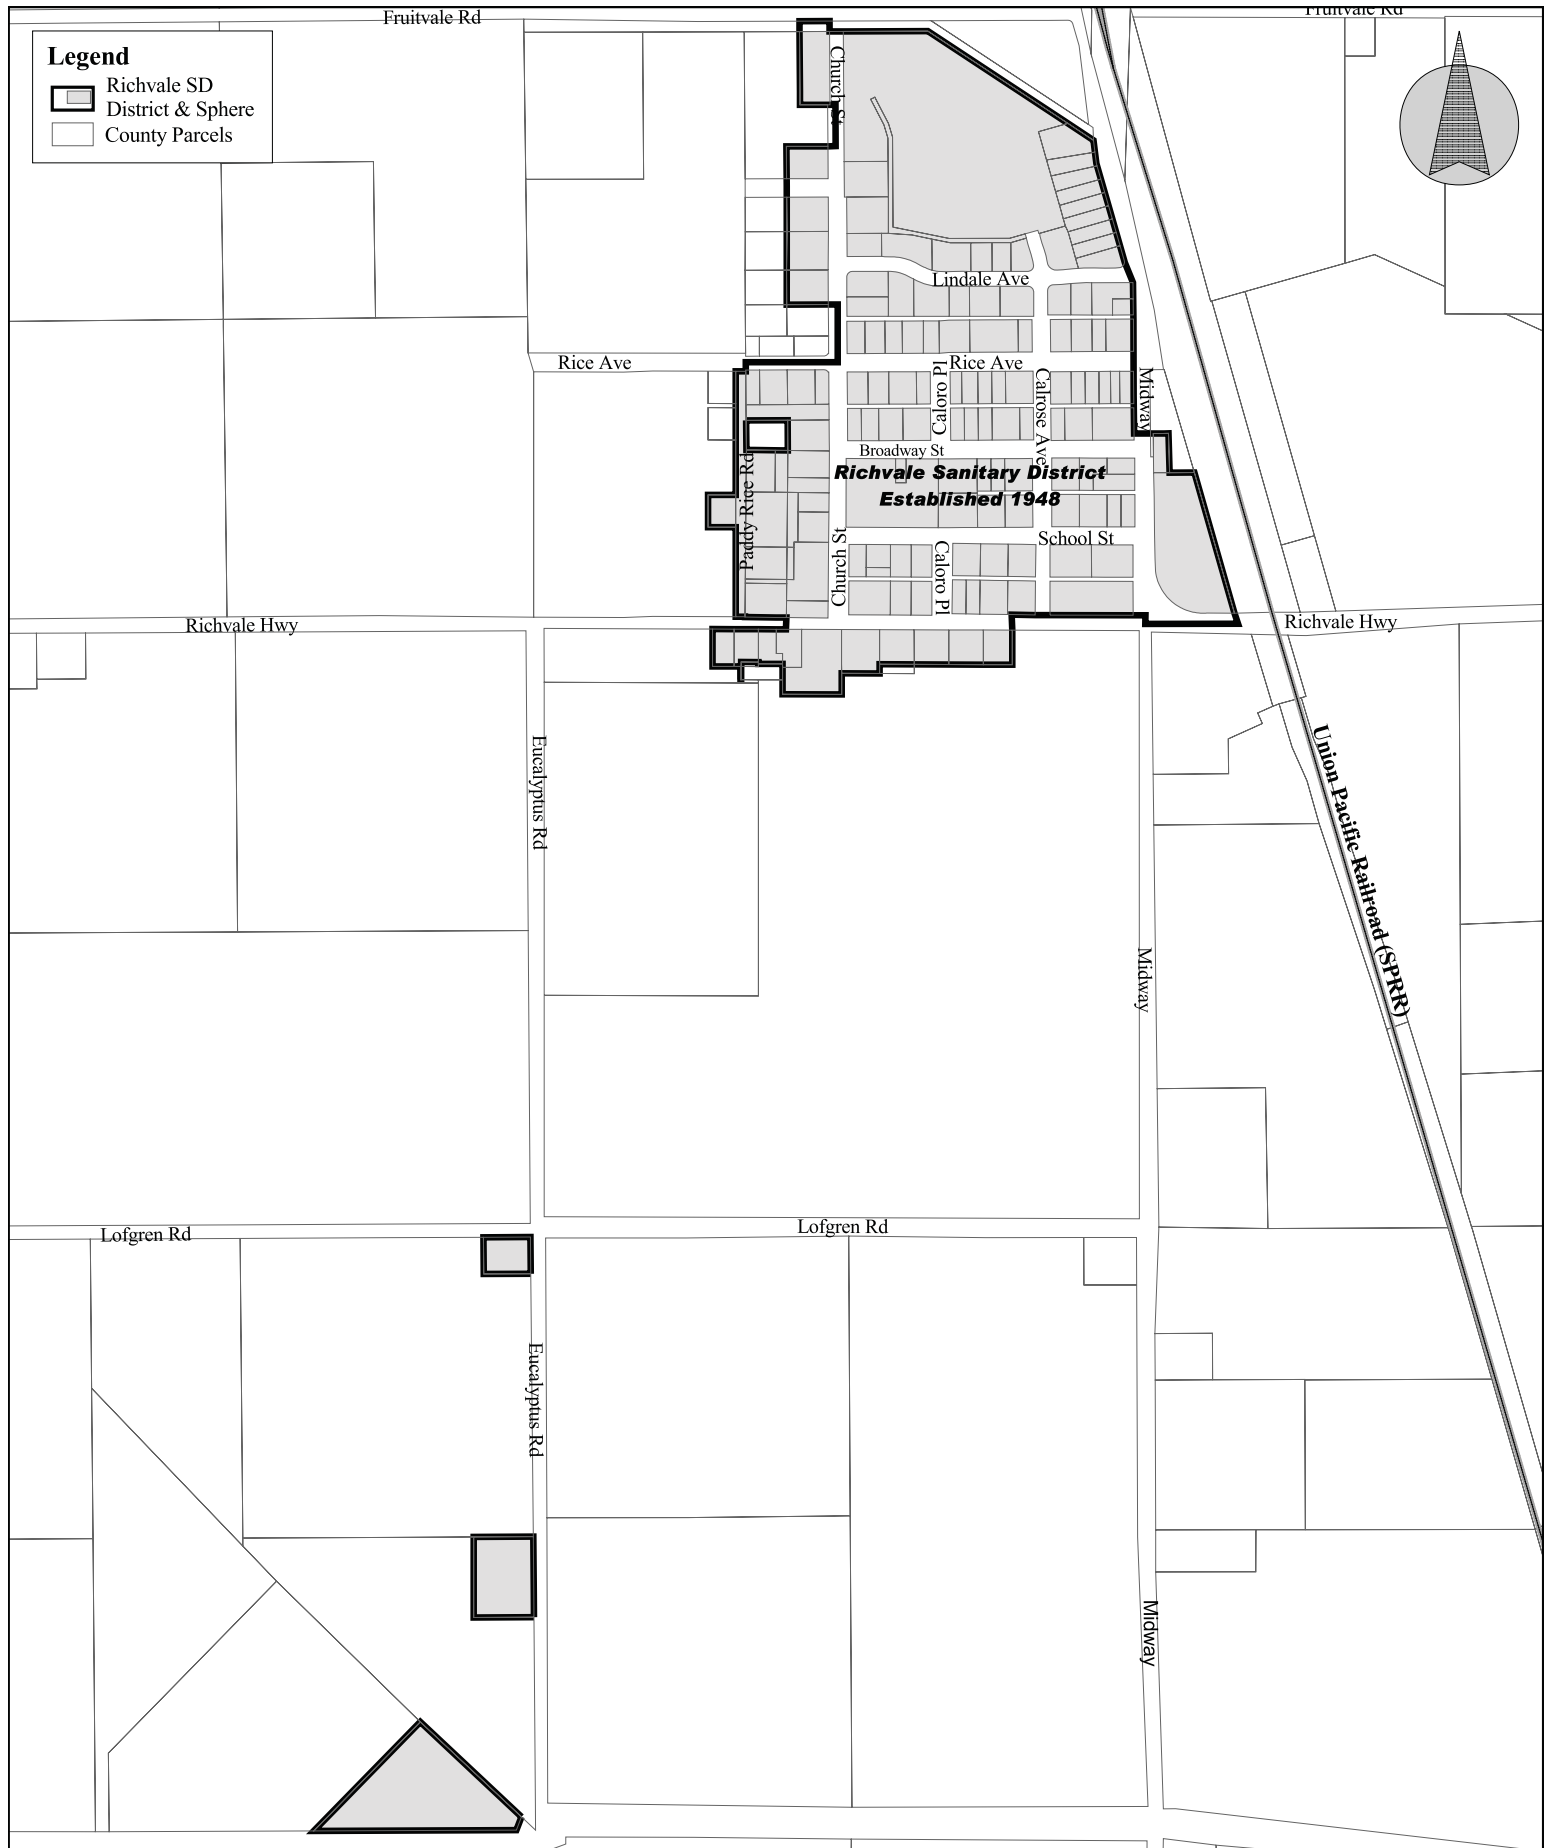 Fruitvale Rd
Fruitvale Rd
Legend
Richvale SD
District & Sphere
County Parcels
Church St
Lindale Ave
Rice Ave
Rice Ave
Caloro Pl
Calrose Ave
Midway
Broadway St
Richvale Sanitary District
Established 1948
Paddy Rice Rd
School St
Church St
Caloro Pl
Richvale Hwy
Richvale Hwy
Eucalyptus Rd
Union Pacific Railroad (SPRR)
Midway
Lofgren Rd
Lofgren Rd
Eucalyptus Rd
Midway